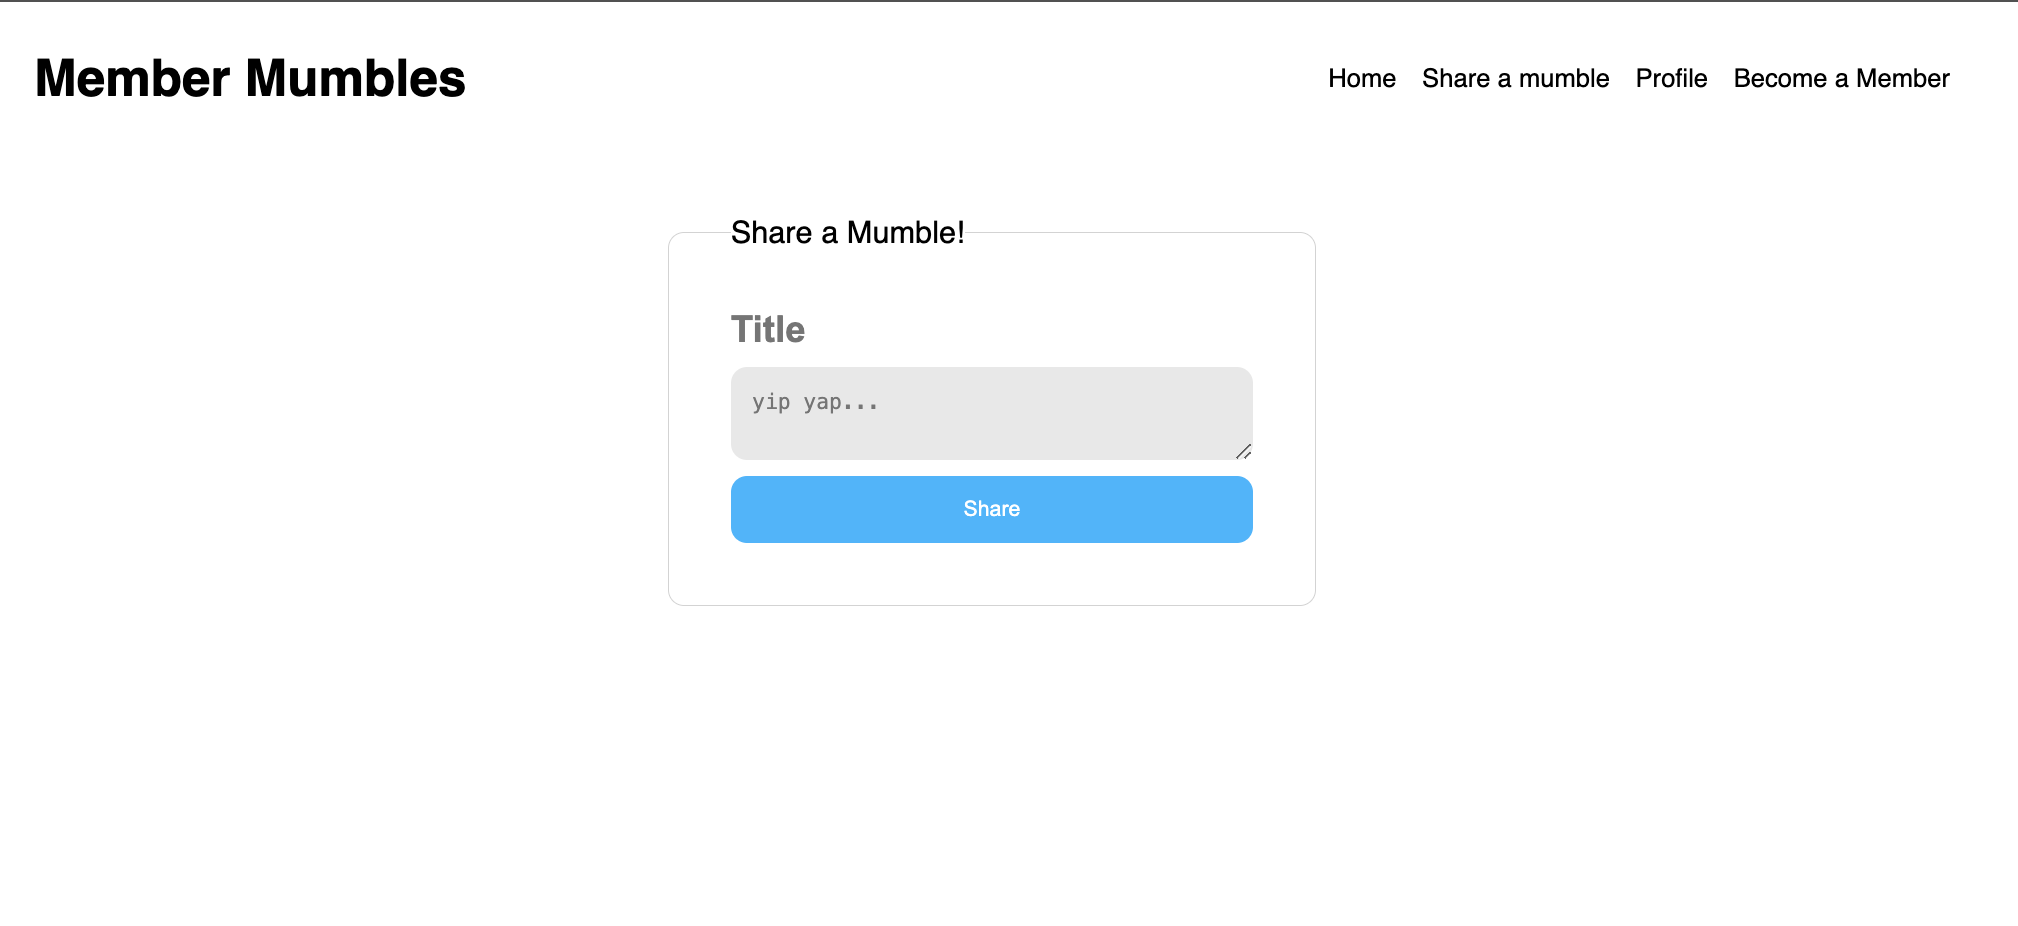 Member Mumbles
Home Share a mumble Profile Become a Member
Share a Mumble!
Title
yip yap...
Share